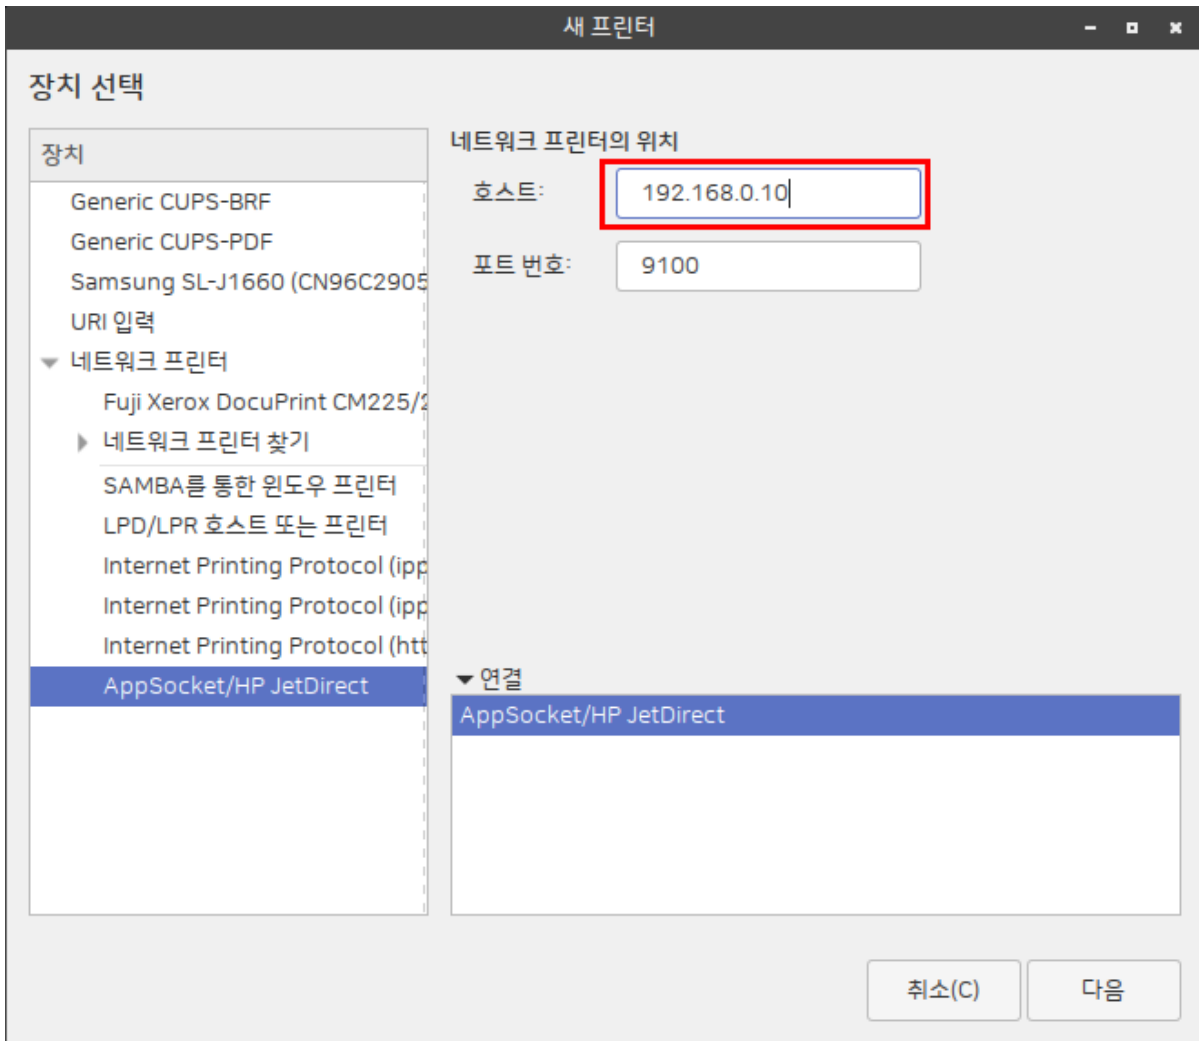 새 프린터
장치 선택
장치
Generic CUPS-BRF
Generic CUPS-PDF
Samsung SL-J1660 (CN96C2905
URI 입력
네트워크 프린터
Fuji Xerox DocuPrint CM225/2
네트워크 프린터 찾기
SAMBA를 통한 윈도우 프린터
LPD/LPR 호스트 또는 프린터
Internet Printing Protocol (ipp
Internet Printing Protocol (ipp
Internet Printing Protocol (htt
AppSocket/HP JetDirect
네트워크 프린터의 위치
호스트: 192.168.0.10
포트 번호: 9100
연결
AppSocket/HP JetDirect
취소(C) 다음